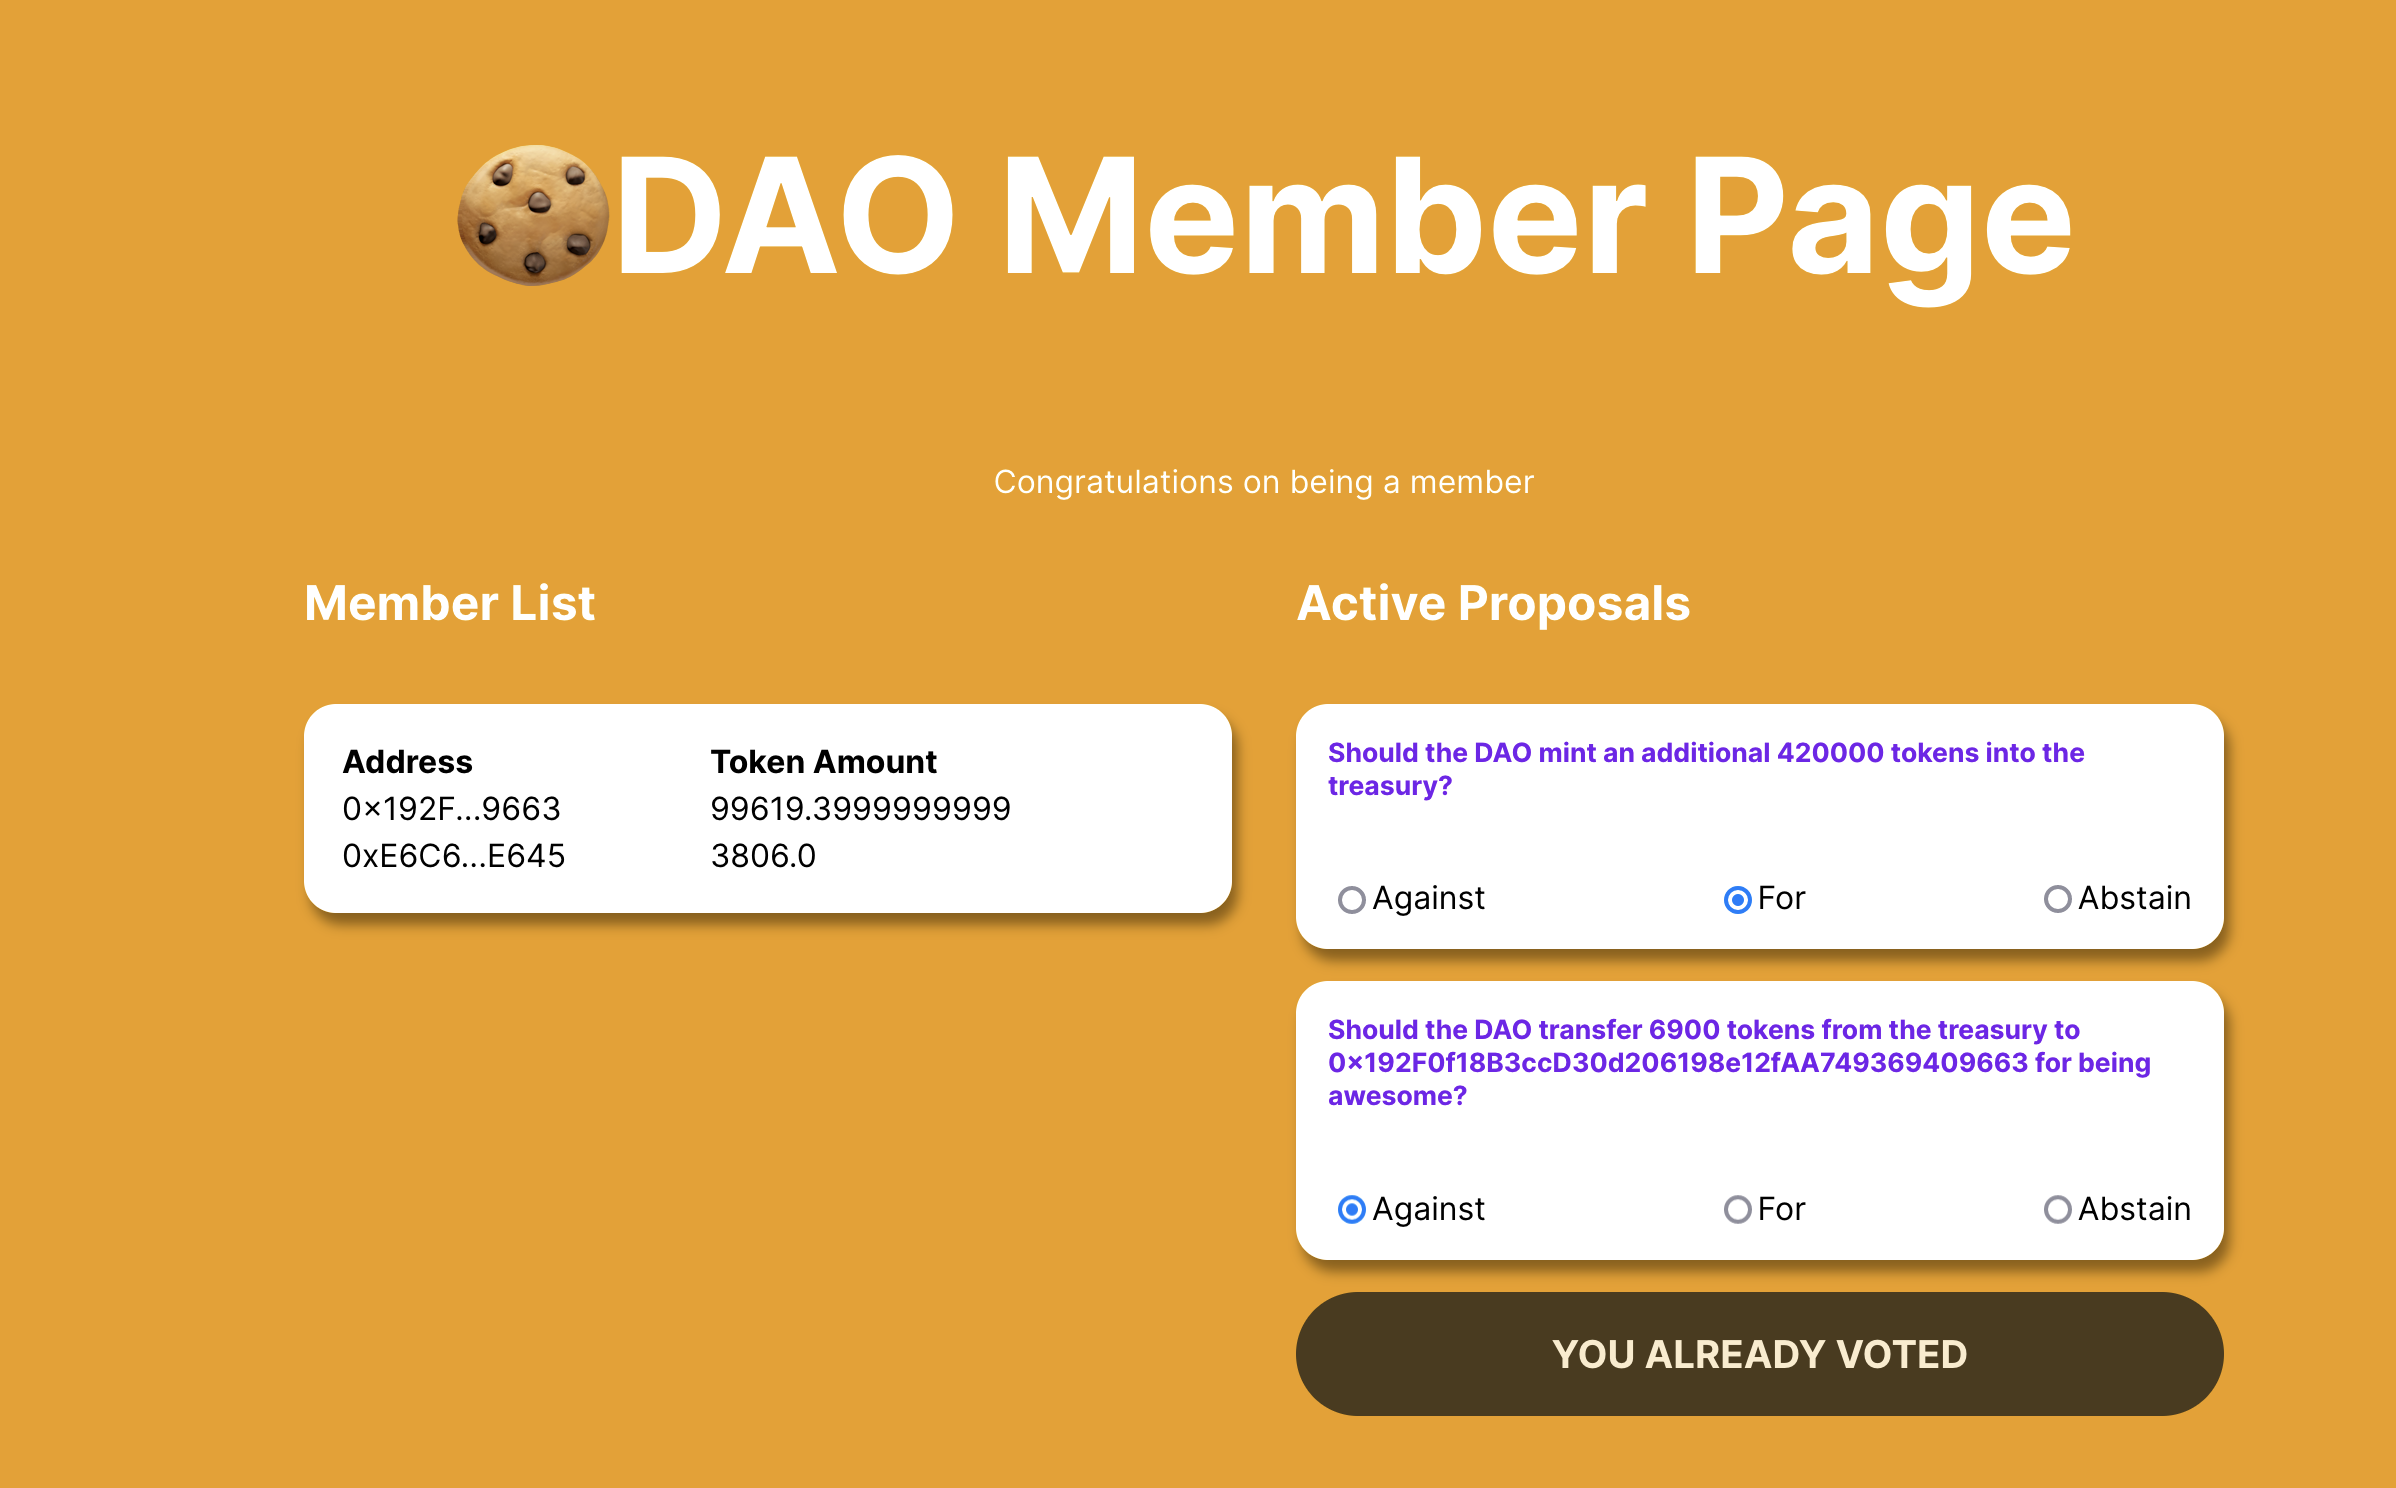 DAO Member Page
Congratulations on being a member
Member List
Address Token Amount
0×192F...9663 99619.3999999999
0xE6C6...E645 3806.0
Active Proposals
Should the DAO mint an additional 420000 tokens into the
treasury?
Against For Abstain
Should the DAO transfer 6900 tokens from the treasury to
0×192F0f18B3ccD30d206198e12fAA749369409663 for being
awesome?
Against For Abstain
YOU ALREADY VOTED